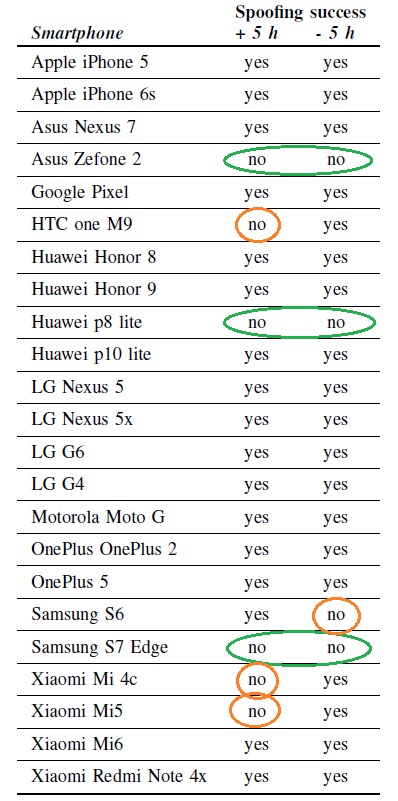 Spoofing success
Smartphone + 5 h - 5 h
Apple iPhone 5 yes yes
Apple iPhone 6s yes yes
Asus Nexus 7 yes yes
Asus Zefone 2 no no
Google Pixel yes yes
HTC one M9 no yes
Huawei Honor 8 yes yes
Huawei Honor 9 yes yes
Huawei p8 lite no no
Huawei p10 lite yes yes
LG Nexus 5 yes yes
LG Nexus 5x yes yes
LG G6 yes yes
LG G4 yes yes
Motorola Moto G yes yes
OnePlus OnePlus 2 yes yes
OnePlus 5 yes yes
Samsung S6 yes no
Samsung S7 Edge no no
Xiaomi Mi 4c no yes
Xiaomi Mi5 no yes
Xiaomi Mi6 yes yes
Xiaomi Redmi Note 4x yes yes